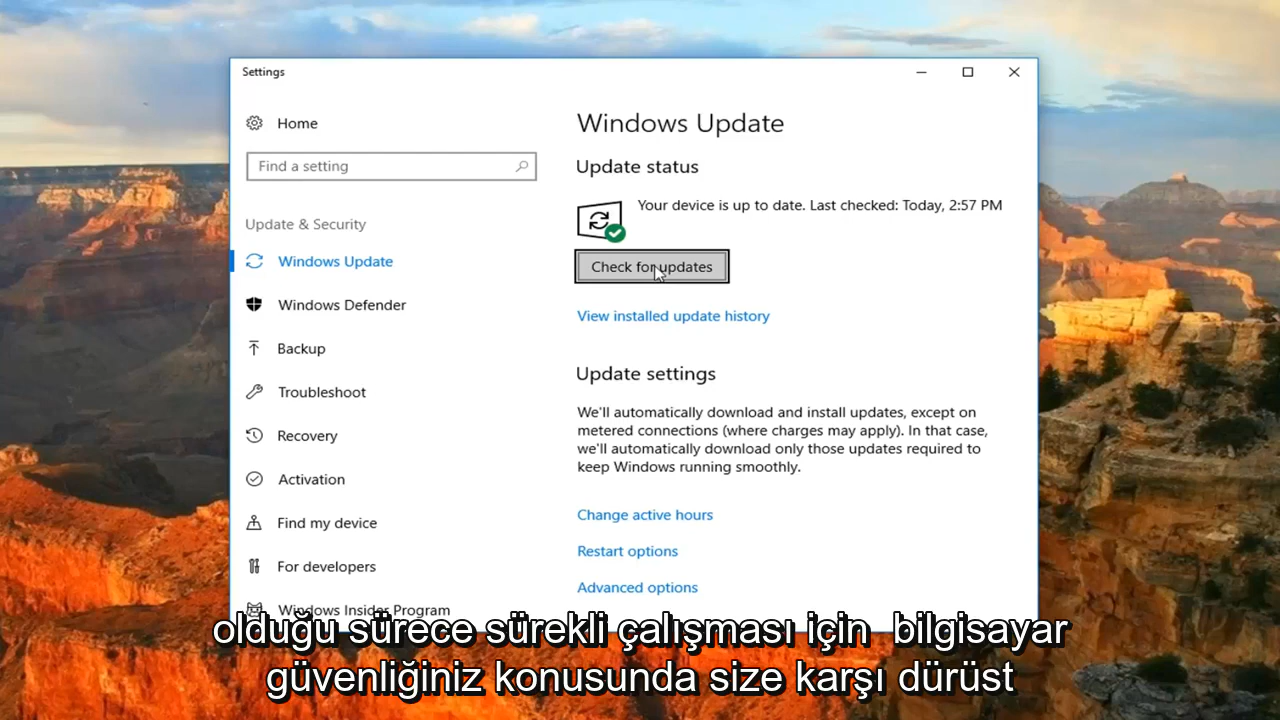 Settings
Home
Find a setting
Update & Security
Windows Update
Windows Defender
Backup
Troubleshoot
Recovery
Activation
Find my device
For developers
Windows Insider Program
Windows Update
Update status
Your device is up to date. Last checked: Today, 2:57 PM
Check for updates
View installed update history
Update settings
We'll automatically download and install updates, except on
metered connections (where charges may apply). In that case,
we'll automatically download only those updates required to
keep Windows running smoothly.
Change active hours
Restart options
Advanced options
olduğu sürece sürekli çalışması için bilgisayar
güvenliğiniz konusunda size karşı dürüst